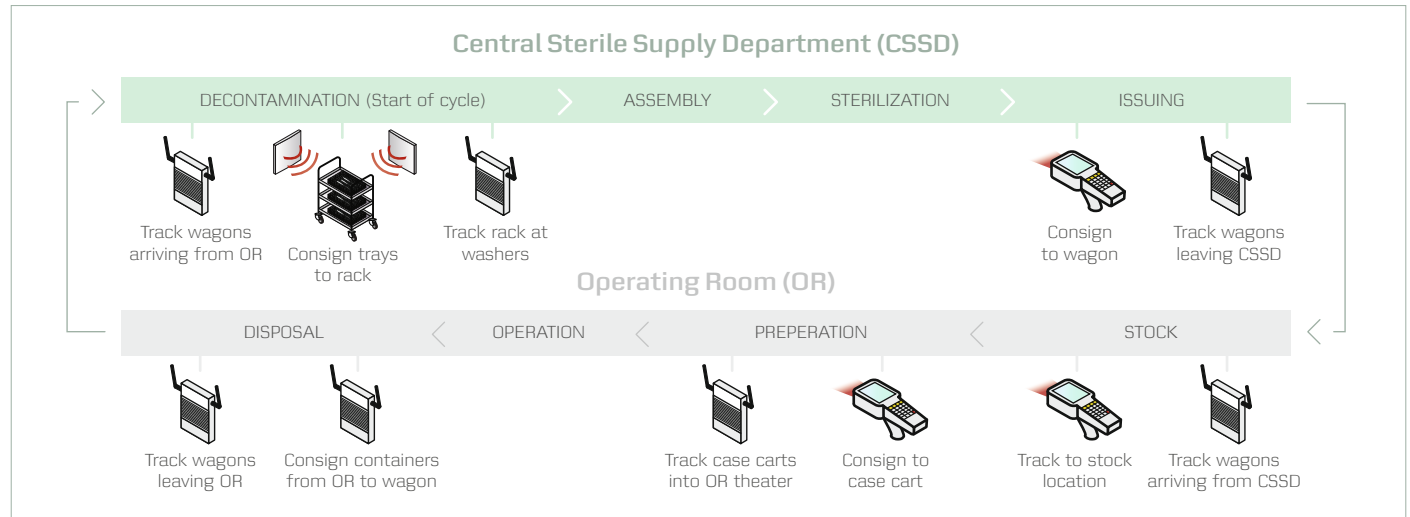 Central Sterile Supply Department (CSSD)
DECONTAMINATION (Start of cycle)
ASSEMBLY
STERILIZATION
ISSUING
Track wagons
arriving from OR
Consign trays
to rack
Track rack at
washers
Consign
to wagon
Track wagons
leaving CSSD
Operating Room (OR)
DISPOSAL
OPERATION
PREPERATION
STOCK
Track wagons
leaving OR
Consign containers
from OR to wagon
Track case carts
into OR theater
Consign to
case cart
Track to stock
location
Track wagons
arriving from CSSD